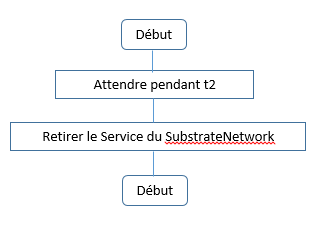 Début
Attendre pendant t2
Retirer le Service du SubstrateNetwork
Début